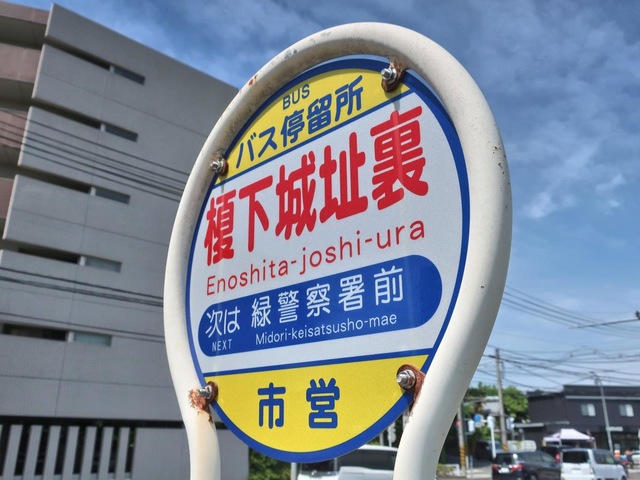 BUS
バス停留所
榎下城址裏
Enoshita-joshi-ura
次は 緑警察署前
NEXT Midori-keisatsusho-mae
市営